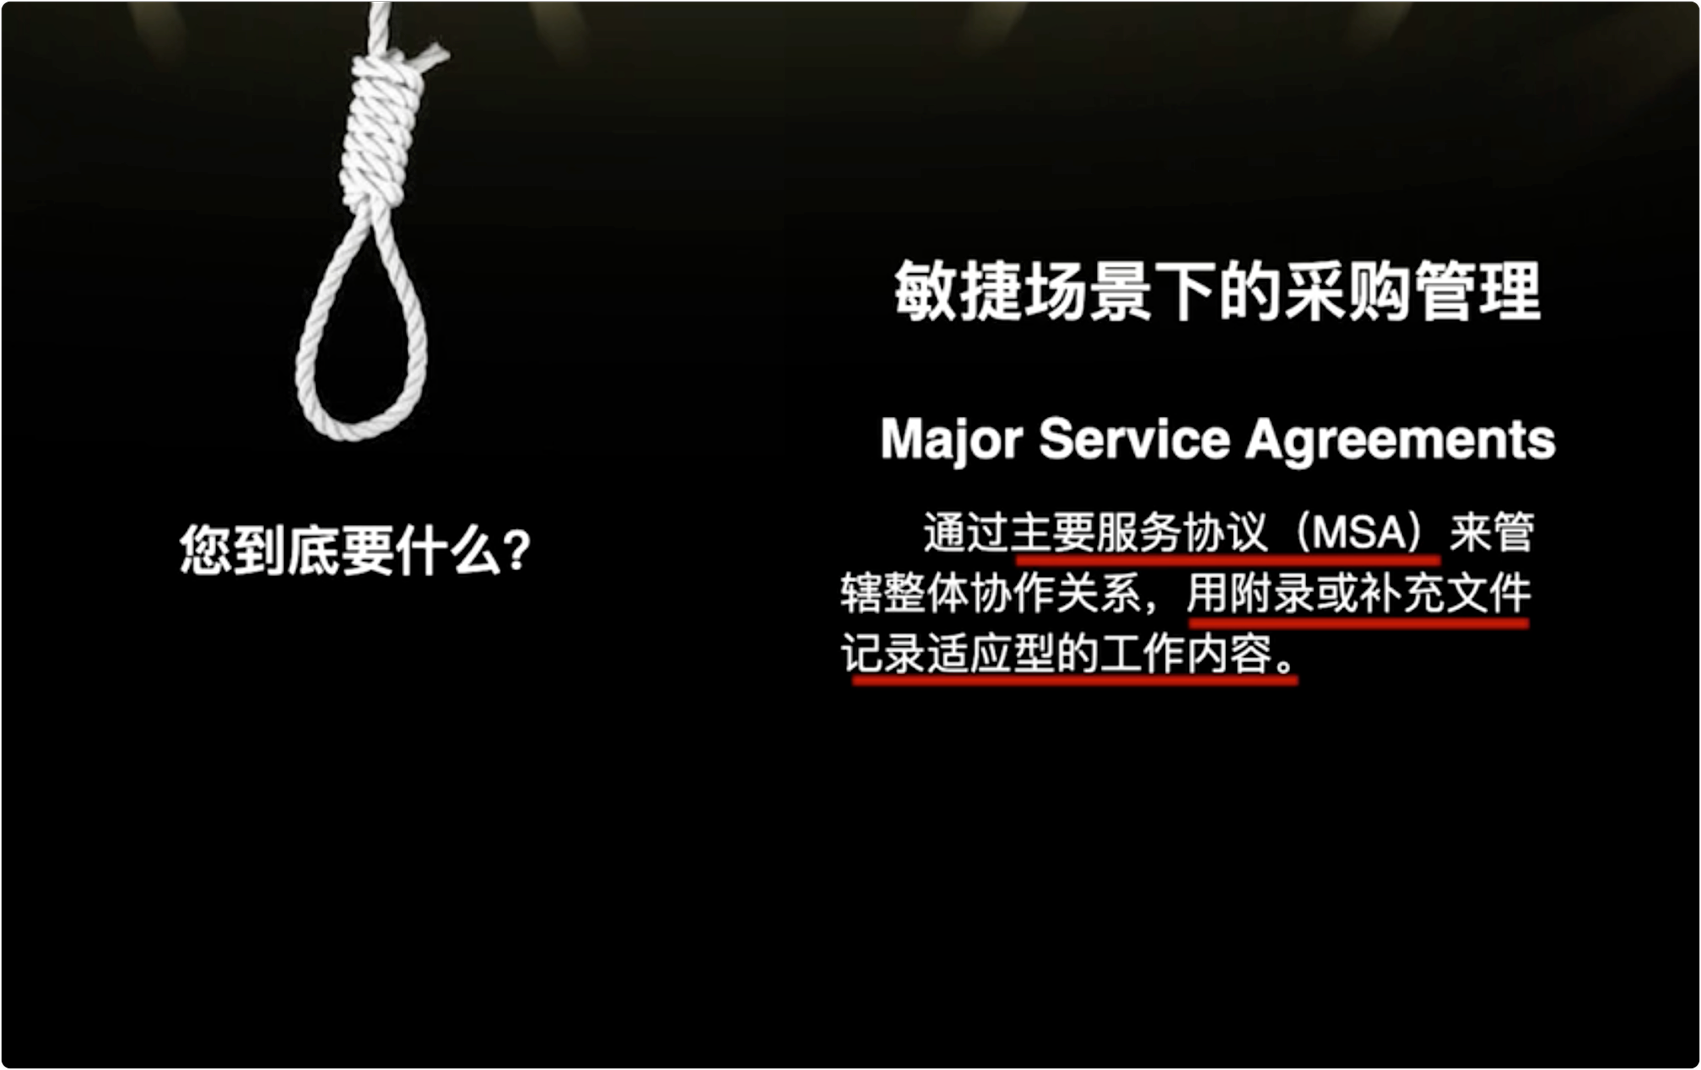 您到底要什么？
敏捷场景下的采购管理
Major Service Agreements
通过主要服务协议（MSA）来管
辖整体协作关系，用附录或补充文件
记录适应型的工作内容。